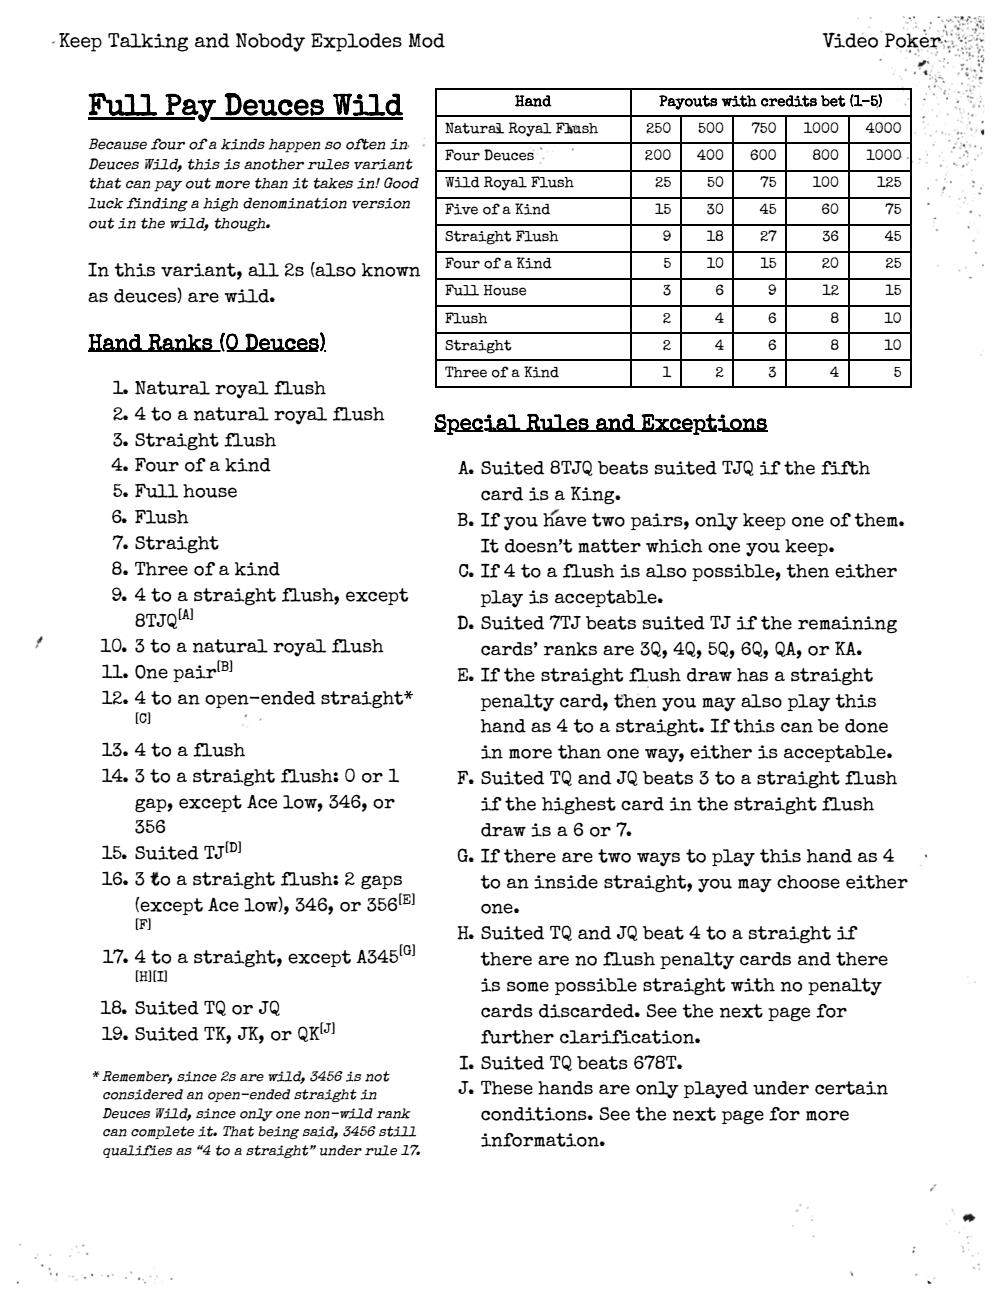 Keep Talking and Nobody Explodes Mod
Video Poker
Full Pay Deuces Wild
Because four of a kinds happen so often in
Deuces Wild, this is another rules variant
that can pay out more than it takes in! Good
luck finding a high denomination version
out in the wild, though.
In this variant, all 2s (also known
as deuces) are wild.
Hand Ranks (0 Deuces)
1. Natural royal flush
2. 4 to a natural royal flush
3. Straight flush
4. Four of a kind
5. Full house
6. Flush
7. Straight
8. Three of a kind
9. 4 to a straight flush, except
8TJQ[A]
10. 3 to a natural royal flush
11. One pair[B]
12. 4 to an open-ended straight*
[C]
13. 4 to a flush
14. 3 to a straight flush: 0 or 1
gap, except Ace low, 346, or
356
15. Suited TJ[D]
16. 3 to a straight flush: 2 gaps
(except Ace low), 346, or 356[E]
[F]
17. 4 to a straight, except A345[G]
[H][I]
18. Suited TQ or JQ
19. Suited TK, JK, or QK[J]
* Remember, since 2s are wild, 3456 is not
considered an open-ended straight in
Deuces Wild, since only one non-wild rank
can complete it. That being said, 3456 still
qualifies as “4 to a straight” under rule 17.
Hand Payouts with credits bet (1-5)
Natural Royal Flush 250 500 750 1000 4000
Four Deuces 200 400 600 800 1000
Wild Royal Flush 25 50 75 100 125
Five of a Kind 15 30 45 60 75
Straight Flush 9 18 27 36 45
Four of a Kind 5 10 15 20 25
Full House 3 6 9 12 15
Flush 2 4 6 8 10
Straight 2 4 6 8 10
Three of a Kind 1 2 3 4 5
Special Rules and Exceptions
A. Suited 8TJQ beats suited TJQ if the fifth
card is a King.
B. If you have two pairs, only keep one of them.
It doesn’t matter which one you keep.
C. If 4 to a flush is also possible, then either
play is acceptable.
D. Suited 7TJ beats suited TJ if the remaining
cards’ ranks are 3Q, 4Q, 5Q, 6Q, QA, or KA.
E. If the straight flush draw has a straight
penalty card, then you may also play this
hand as 4 to a straight. If this can be done
in more than one way, either is acceptable.
F. Suited TQ and JQ beats 3 to a straight flush
if the highest card in the straight flush
draw is a 6 or 7.
G. If there are two ways to play this hand as 4
to an inside straight, you may choose either
one.
H. Suited TQ and JQ beat 4 to a straight if
there are no flush penalty cards and there
is some possible straight with no penalty
cards discarded. See the next page for
further clarification.
I. Suited TQ beats 678T.
J. These hands are only played under certain
conditions. See the next page for more
information.